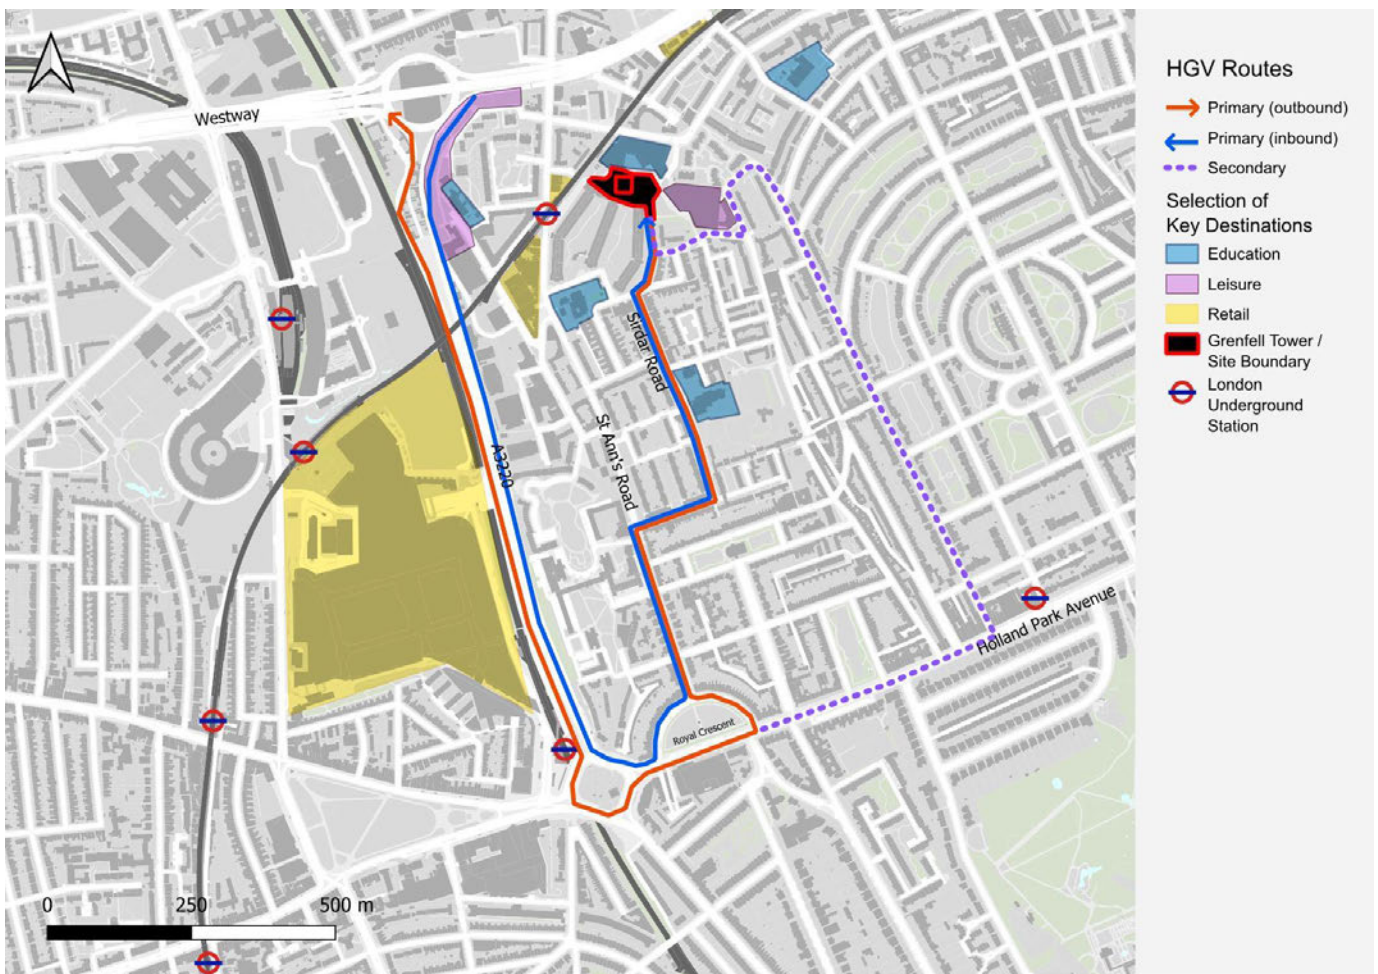 Westway
A3220
Sirdar Road
St Ann's Road
Royal Crescent
Holland Park Avenue
0 250 500 m
HGV Routes
Primary (outbound)
Primary (inbound)
Secondary
Selection of
Key Destinations
Education
Leisure
Retail
Grenfell Tower /
Site Boundary
London
Underground
Station